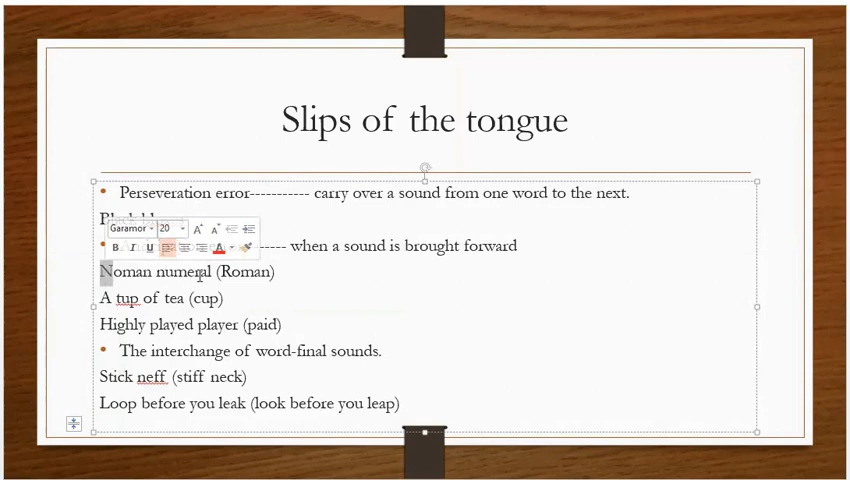 Slips of the tongue
• Perseveration error----------- carry over a sound from one word to the next.
Garamor 20 A A
B I U A
----- when a sound is brought forward
Noman numeral (Roman)
A tup of tea (cup)
Highly played player (paid)
• The interchange of word-final sounds.
Stick neff (stiff neck)
Loop before you leak (look before you leap)